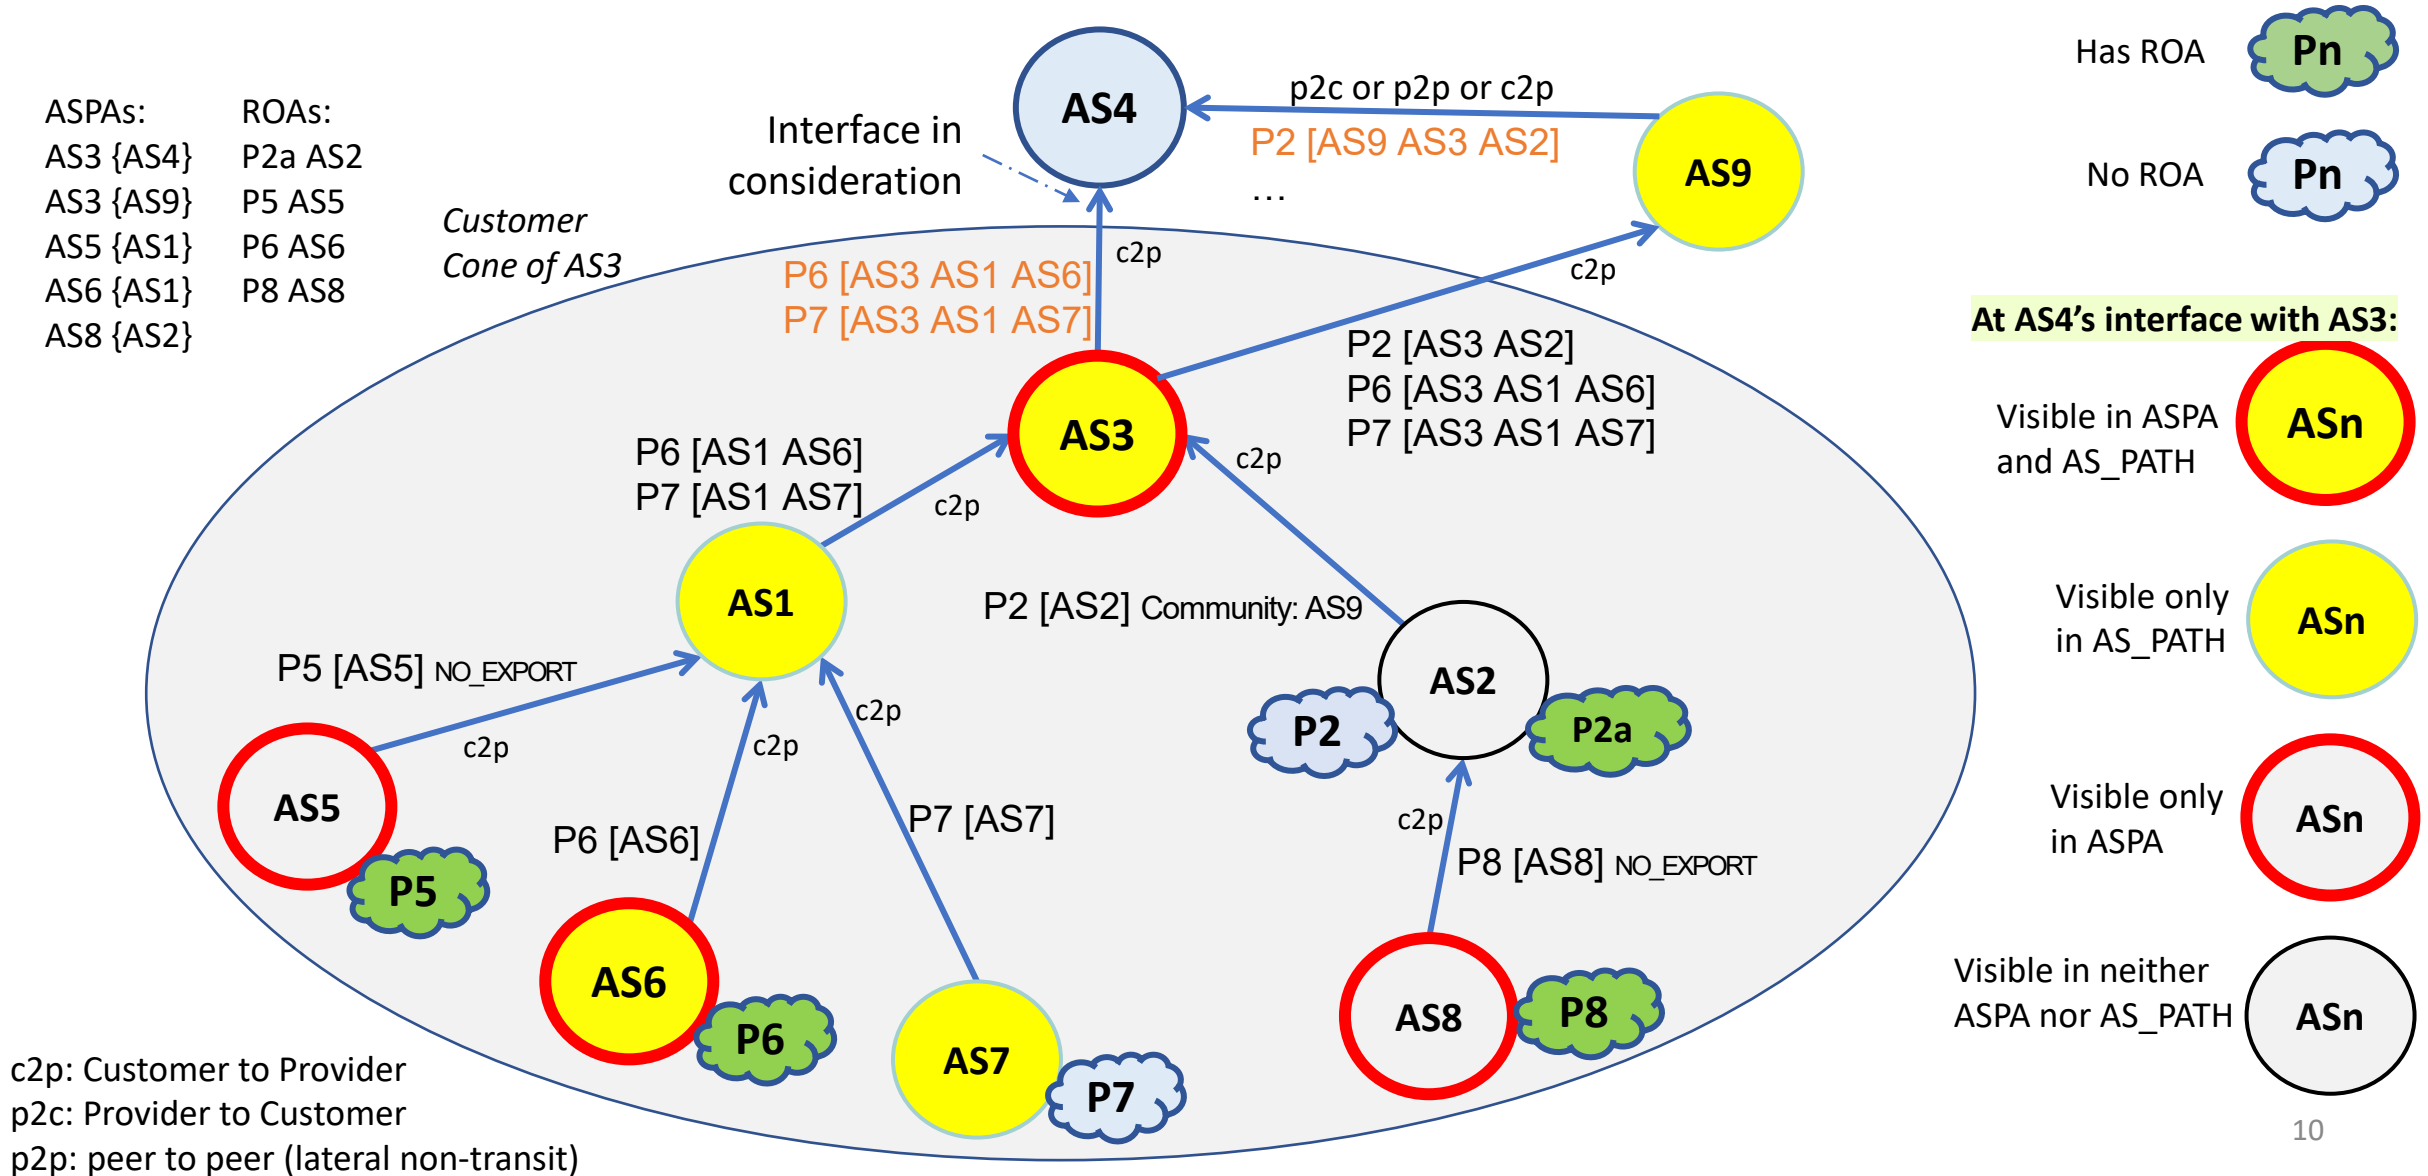 ASPAs:
AS3 {AS4}
AS3 {AS9}
AS5 {AS1}
AS6 {AS1}
AS8 {AS2}
ROAs:
P2a AS2
P5 AS5
P6 AS6
P8 AS8
Customer
Cone of AS3
Interface in
consideration
AS4
p2c or p2p or c2p
P2 [AS9 AS3 AS2]
…
AS9
c2p
P6 [AS3 AS1 AS6]
P7 [AS3 AS1 AS7]
c2p
P2 [AS3 AS2]
P6 [AS3 AS1 AS6]
P7 [AS3 AS1 AS7]
AS3
P6 [AS1 AS6]
P7 [AS1 AS7]
c2p
c2p
AS1
P2 [AS2] Community: AS9
AS2
P2
P2a
P5 [AS5] NO_EXPORT
c2p
c2p
c2p
AS5
P5
P6 [AS6]
P7 [AS7]
c2p
P8 [AS8] NO_EXPORT
AS6
P6
AS7
P7
AS8
P8
c2p: Customer to Provider
p2c: Provider to Customer
p2p: peer to peer (lateral non-transit)
Has ROA
Pn
No ROA
Pn
At AS4’s interface with AS3:
Visible in ASPA
and AS_PATH
ASn
Visible only
in AS_PATH
ASn
Visible only
in ASPA
ASn
Visible in neither
ASPA nor AS_PATH
ASn
10